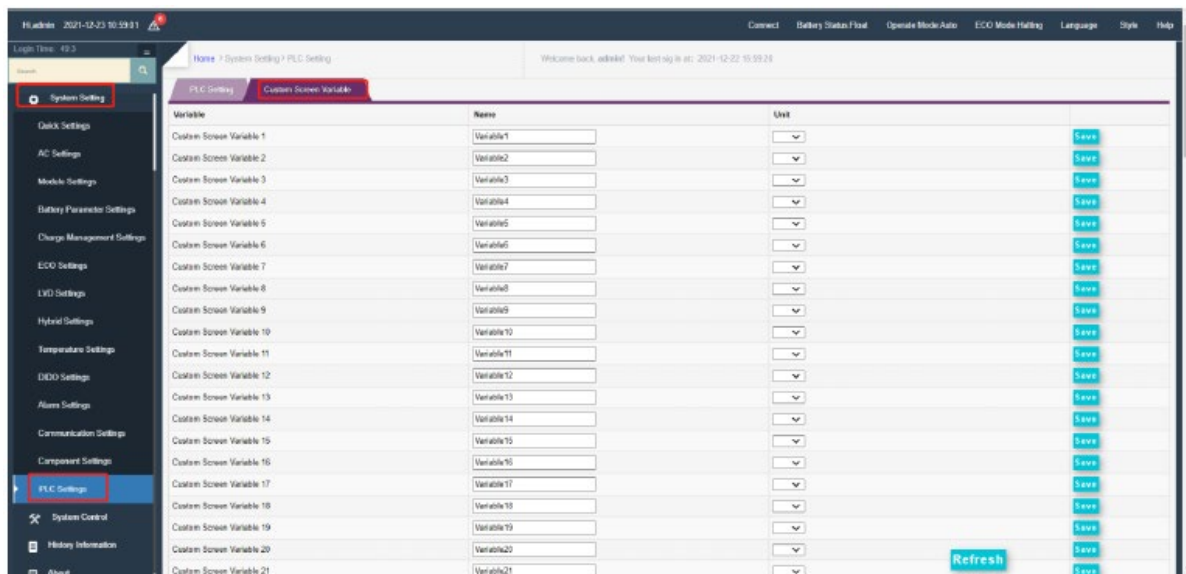 Hi,admin 2021-12-23 10:59:01
Connect Battery Status:Float Operate Mode:Auto ECO Mode:Halting Language Style Help
Login Time: 49:3
Search
Home > System Setting > PLC Setting
Welcome back, admin! Your last sign in at: 2021-12-22 15:59:28
System Setting
Quick Settings
AC Settings
Module Settings
Battery Parameter Settings
Charge Management Settings
ECO Settings
LVD Settings
Hybrid Settings
Temperature Settings
DIDO Settings
Alarm Settings
Communication Settings
Component Settings
PLC Settings
System Control
History Information
About
PLC Setting Custom Screen Variable
Variable Name Unit
Custom Screen Variable 1 Variable1 Save
Custom Screen Variable 2 Variable2 Save
Custom Screen Variable 3 Variable3 Save
Custom Screen Variable 4 Variable4 Save
Custom Screen Variable 5 Variable5 Save
Custom Screen Variable 6 Variable6 Save
Custom Screen Variable 7 Variable7 Save
Custom Screen Variable 8 Variable8 Save
Custom Screen Variable 9 Variable9 Save
Custom Screen Variable 10 Variable10 Save
Custom Screen Variable 11 Variable11 Save
Custom Screen Variable 12 Variable12 Save
Custom Screen Variable 13 Variable13 Save
Custom Screen Variable 14 Variable14 Save
Custom Screen Variable 15 Variable15 Save
Custom Screen Variable 16 Variable16 Save
Custom Screen Variable 17 Variable17 Save
Custom Screen Variable 18 Variable18 Save
Custom Screen Variable 19 Variable19 Save
Custom Screen Variable 20 Variable20 Save
Custom Screen Variable 21 Variable21 Save
Refresh